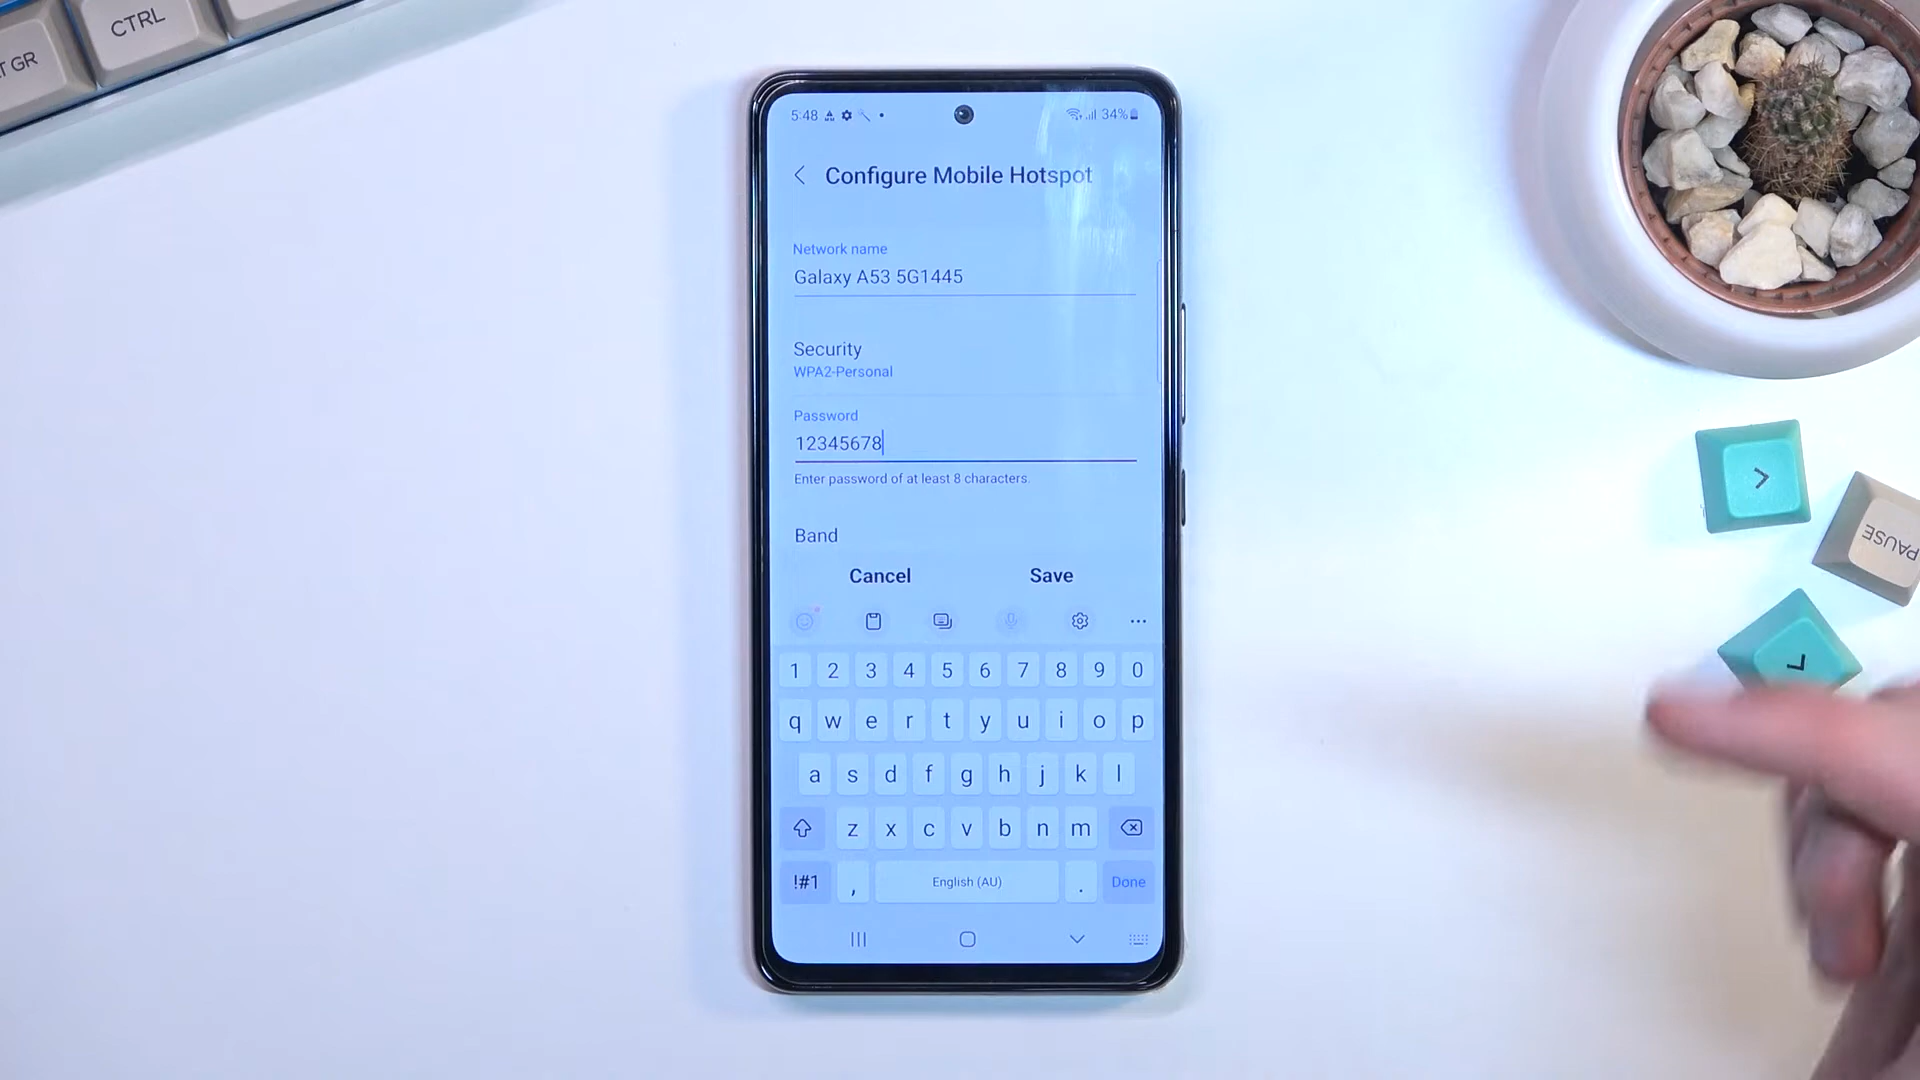 CTRL
T GR
5:48
34%
Configure Mobile Hotspot
Network name
Galaxy A53 5G1445
Security
WPA2-Personal
Password
12345678
Enter password of at least 8 characters.
Band
Cancel Save
1 2 3 4 5 6 7 8 9 0
q w e r t y u i o p
a s d f g h j k l
z x c v b n m
!#1 , English (AU) . Done
PAUSE